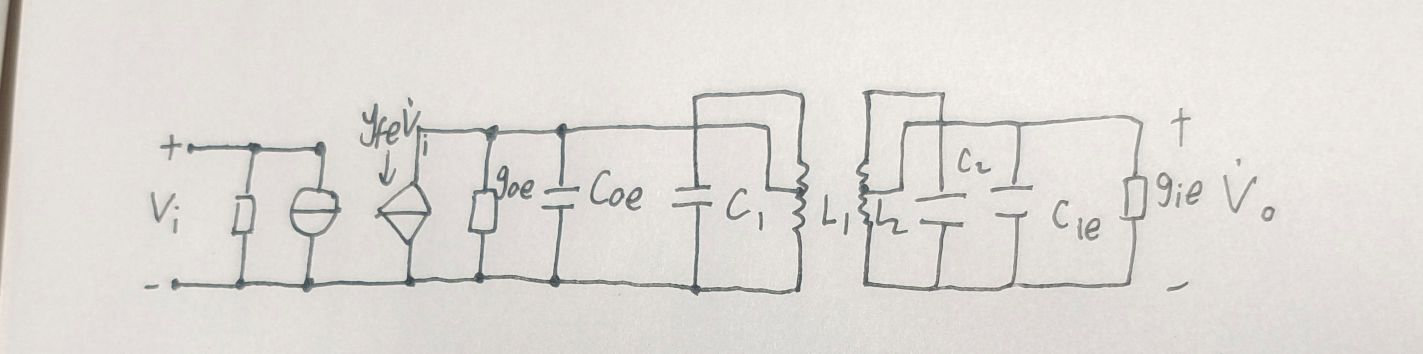 +
Vi
-
yfeV̇i
goe
Coe
C1
L1
L2
C2
C1e
gie
+
V̇o
-